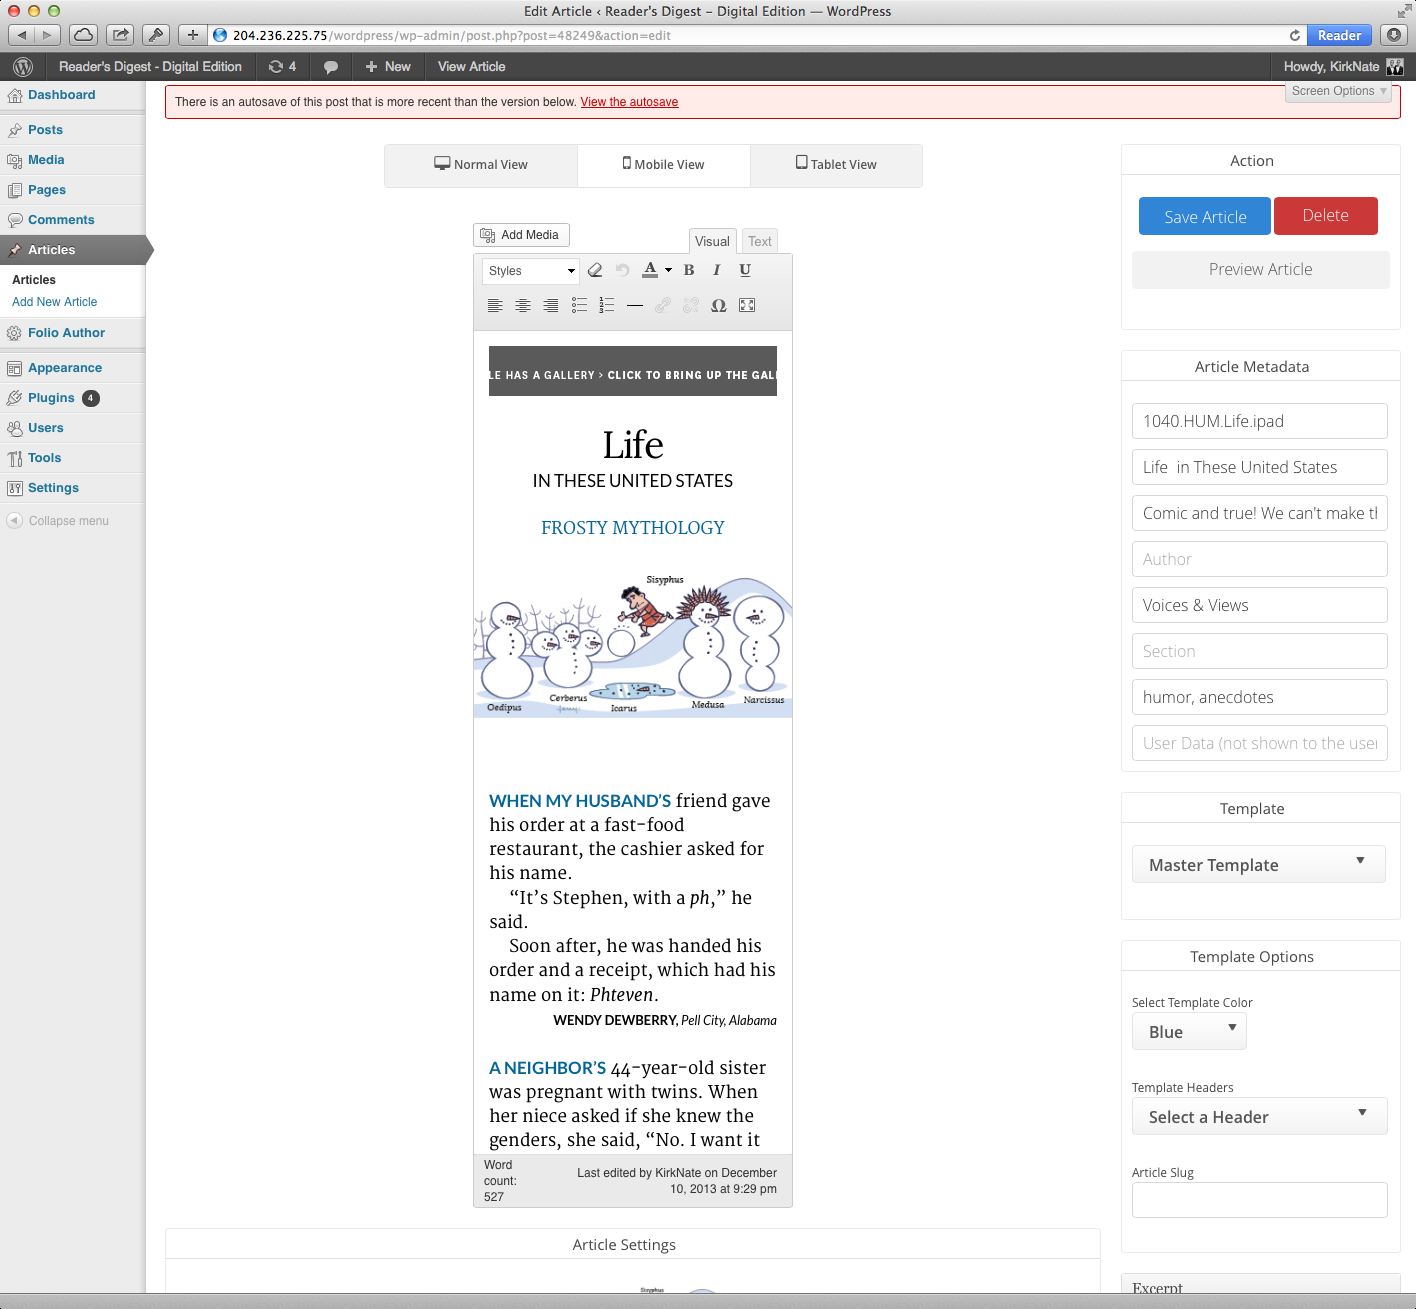 Edit Article ‹ Reader's Digest – Digital Edition — WordPress
204.236.225.75/wordpress/wp-admin/post.php?post=48249&action=edit
Reader
Reader's Digest - Digital Edition
4
New
View Article
Howdy, KirkNate
Dashboard
Posts
Media
Pages
Comments
Articles
Articles
Add New Article
Folio Author
Appearance
Plugins 4
Users
Tools
Settings
Collapse menu
There is an autosave of this post that is more recent than the version below. View the autosave
Screen Options
Normal View
Mobile View
Tablet View
Add Media
Visual
Text
Styles
A
B
I
U
Ω
LE HAS A GALLERY > CLICK TO BRING UP THE GAL
Life
IN THESE UNITED STATES
FROSTY MYTHOLOGY
Sisyphus
Oedipus
Cerberus
Icarus
Medusa
Narcissus
WHEN MY HUSBAND’S friend gave
his order at a fast-food
restaurant, the cashier asked for
his name.
“It’s Stephen, with a ph,” he
said.
Soon after, he was handed his
order and a receipt, which had his
name on it: Phteven.
WENDY DEWBERRY, Pell City, Alabama
A NEIGHBOR’S 44-year-old sister
was pregnant with twins. When
her niece asked if she knew the
genders, she said, “No. I want it
Word
count:
527
Last edited by KirkNate on December
10, 2013 at 9:29 pm
Article Settings
Sisyphus
Action
Save Article
Delete
Preview Article
Article Metadata
1040.HUM.Life.ipad
Life  in These United States
Comic and true! We can't make th
Author
Voices & Views
Section
humor, anecdotes
User Data (not shown to the user
Template
Master Template
Template Options
Select Template Color
Blue
Template Headers
Select a Header
Article Slug
Excerpt